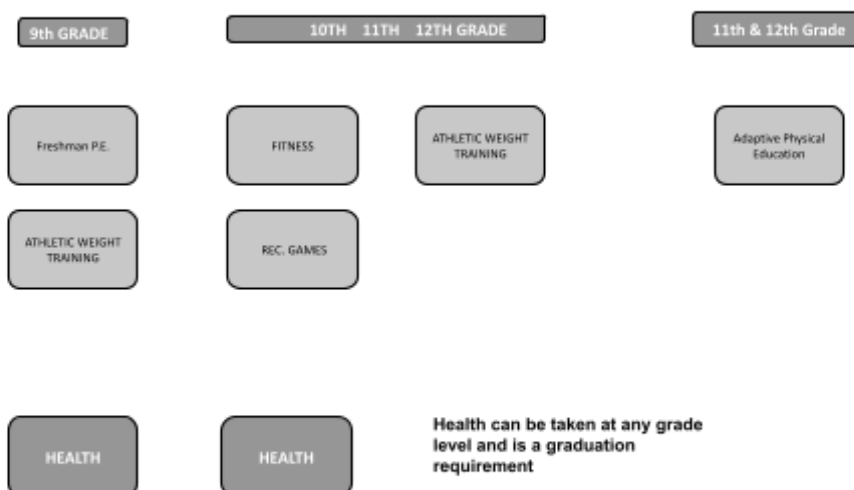 9th GRADE
10TH 11TH 12TH GRADE
11th & 12th Grade
Freshman P.E.
FITNESS
ATHLETIC WEIGHT
TRAINING
Adaptive Physical
Education
ATHLETIC WEIGHT
TRAINING
REC. GAMES
HEALTH
HEALTH
Health can be taken at any grade
level and is a graduation
requirement